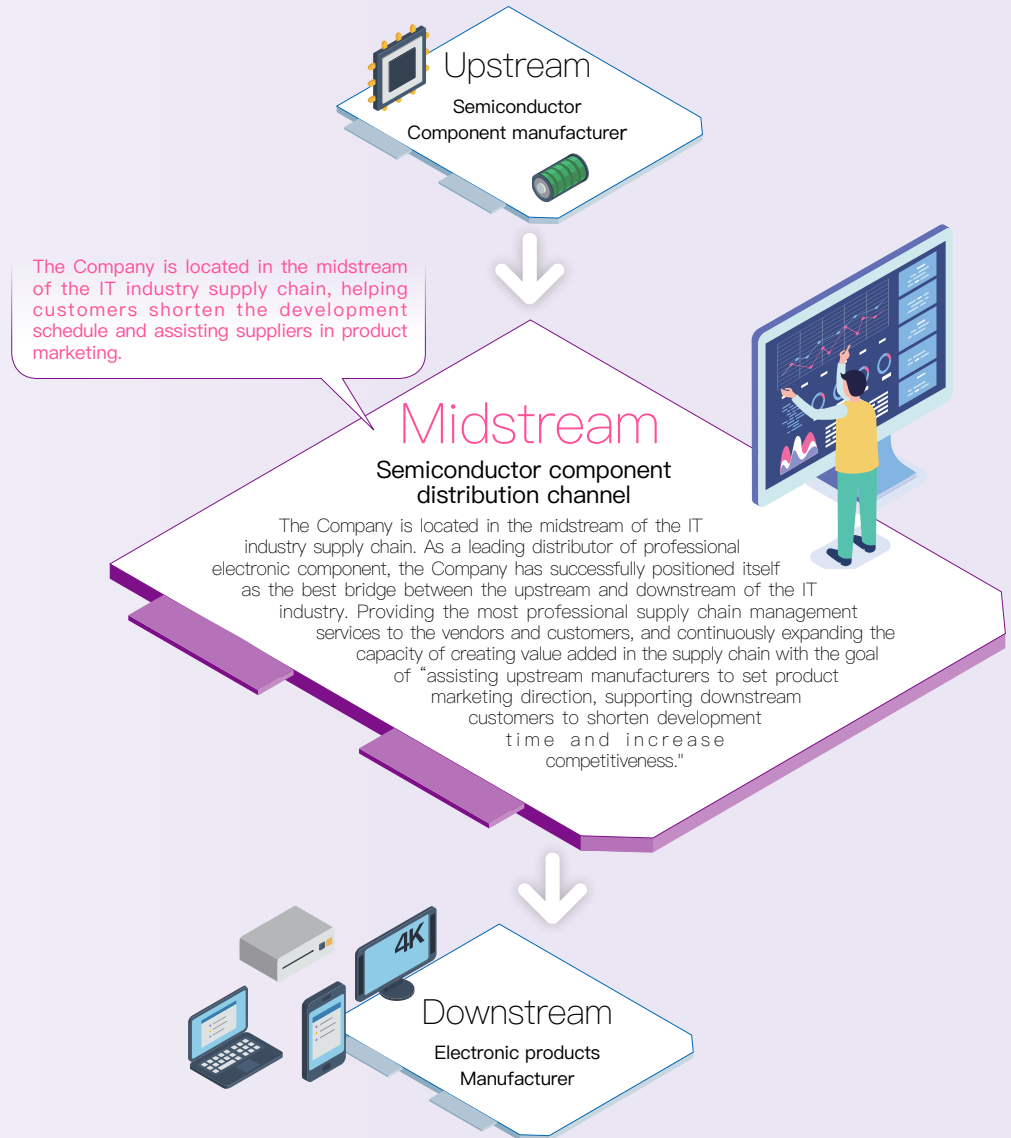 Upstream
Semiconductor
Component manufacturer
The Company is located in the midstream
of the IT industry supply chain, helping
customers shorten the development
schedule and assisting suppliers in product
marketing.
Midstream
Semiconductor component
distribution channel
The Company is located in the midstream of the IT
industry supply chain. As a leading distributor of professional
electronic component, the Company has successfully positioned itself
as the best bridge between the upstream and downstream of the IT
industry. Providing the most professional supply chain management
services to the vendors and customers, and continuously expanding the
capacity of creating value added in the supply chain with the goal
of “assisting upstream manufacturers to set product
marketing direction, supporting downstream
customers to shorten development
time and increase
competitiveness."
4K
Downstream
Electronic products
Manufacturer